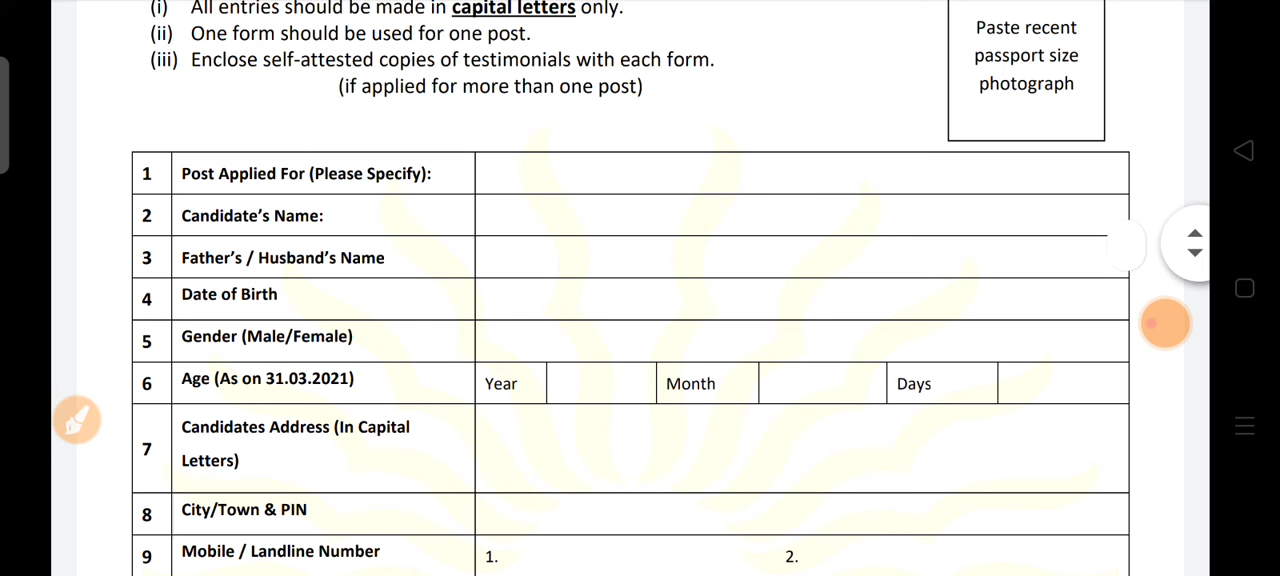 (i) All entries should be made in capital letters only.
(ii) One form should be used for one post.
(iii) Enclose self-attested copies of testimonials with each form.
(if applied for more than one post)
Paste recent
passport size
photograph
1 Post Applied For (Please Specify):
2 Candidate's Name:
3 Father's / Husband's Name
4 Date of Birth
5 Gender (Male/Female)
6 Age (As on 31.03.2021) Year Month Days
7 Candidates Address (In Capital
Letters)
8 City/Town & PIN
9 Mobile / Landline Number 1. 2.